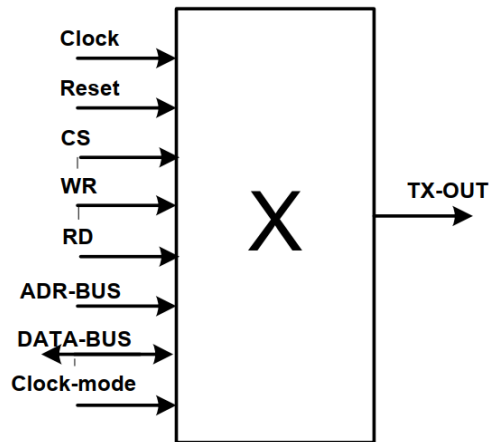 Clock
Reset
CS
WR
TX-OUT
RD
X
ADR-BUS
DATA-BUS
Clock-mode